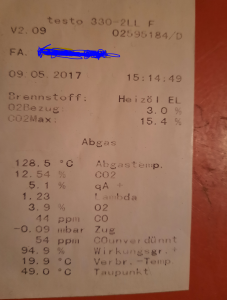 testo 330-2LL F
V2.09 02595184/D
FA.
09.05.2017 15:14:49
Brennstoff: Heizöl EL
O2Bezug 3.0 %
CO2Max: 15.4 %
Abgas
128.5 °C Abgastemp.
12.54 % CO2
5.1 % qA +
1.23 Lambda
3.9 % O2
44 ppm CO
-0.09 mbar Zug
54 ppm COunverdünnt
94.9 % Wirkungsgr. +
19.9 °C Verbr.-Temp
49.0 °C Taupunkt